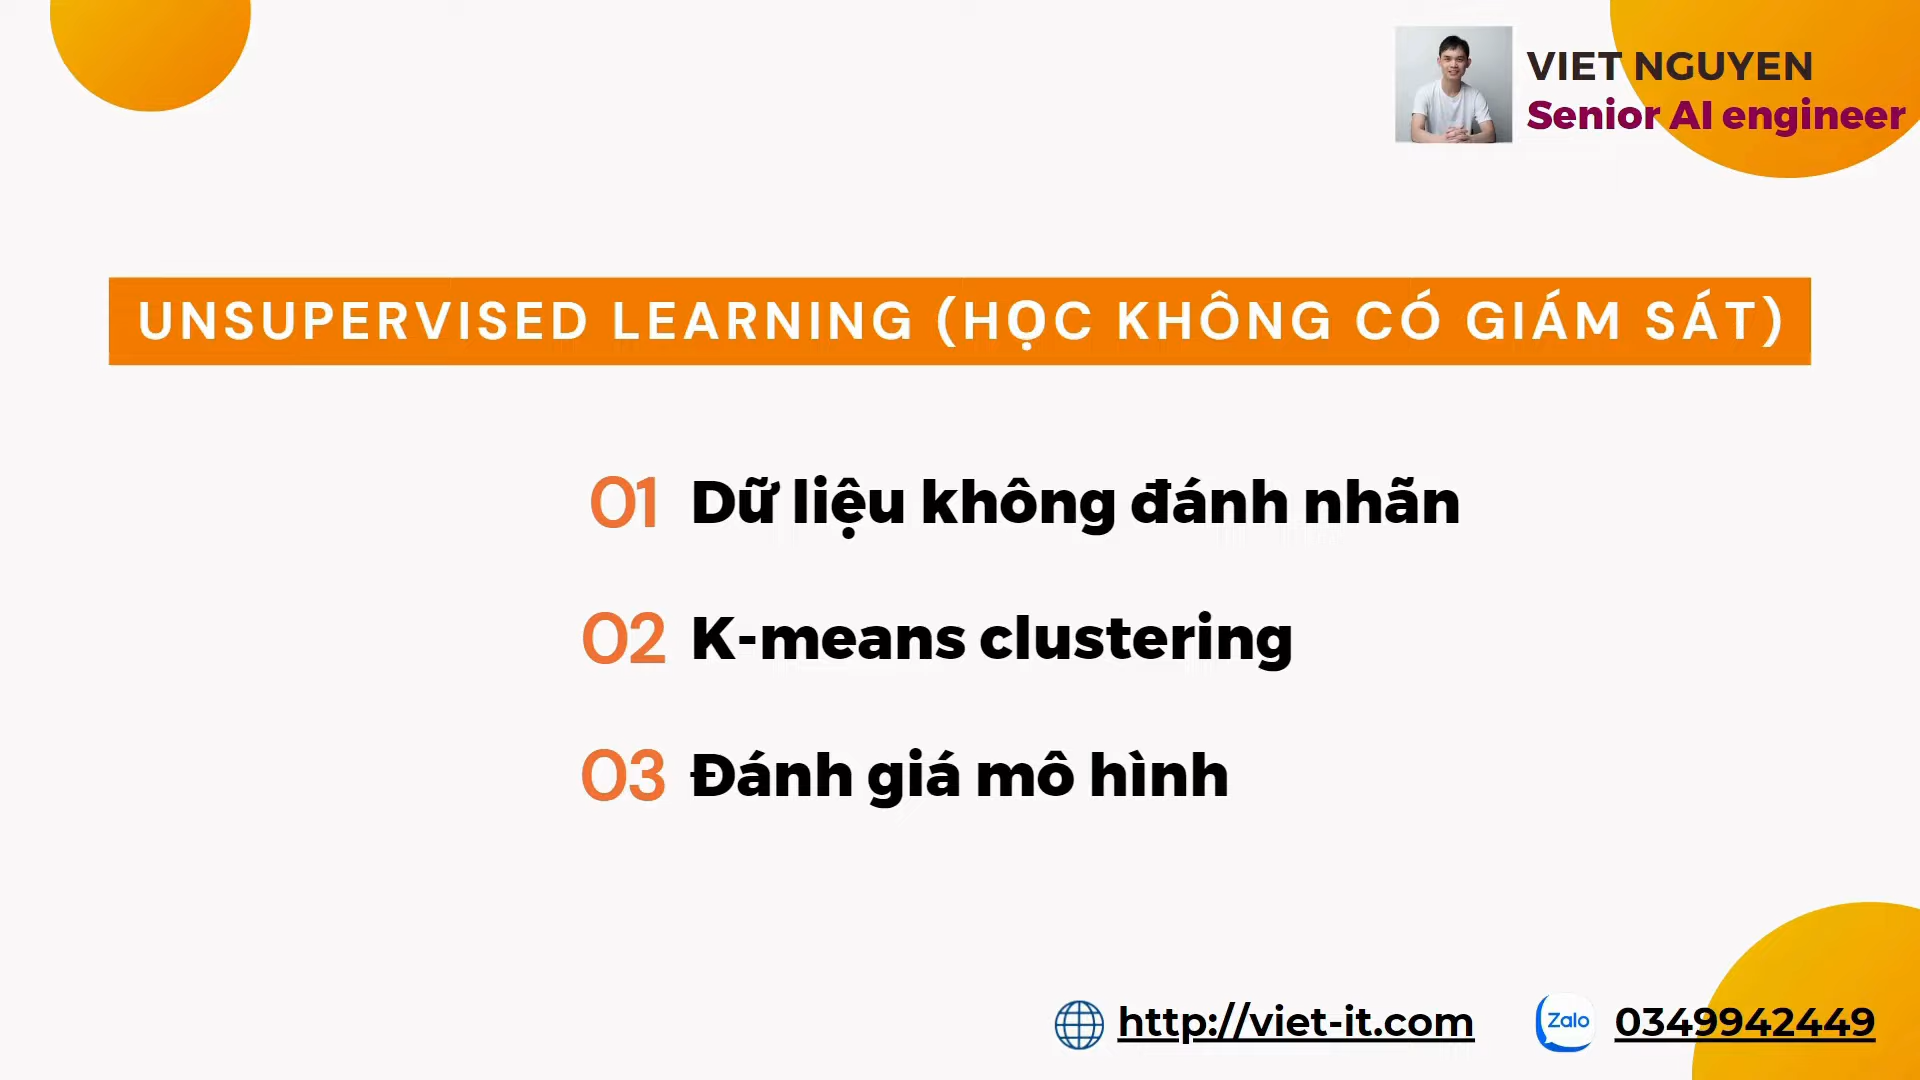 VIET NGUYEN
Senior AI engineer
UNSUPERVISED LEARNING (HỌC KHÔNG CÓ GIÁM SÁT)
01 Dữ liệu không đánh nhãn
02 K-means clustering
03 Đánh giá mô hình
http://viet-it.com Zalo 0349942449